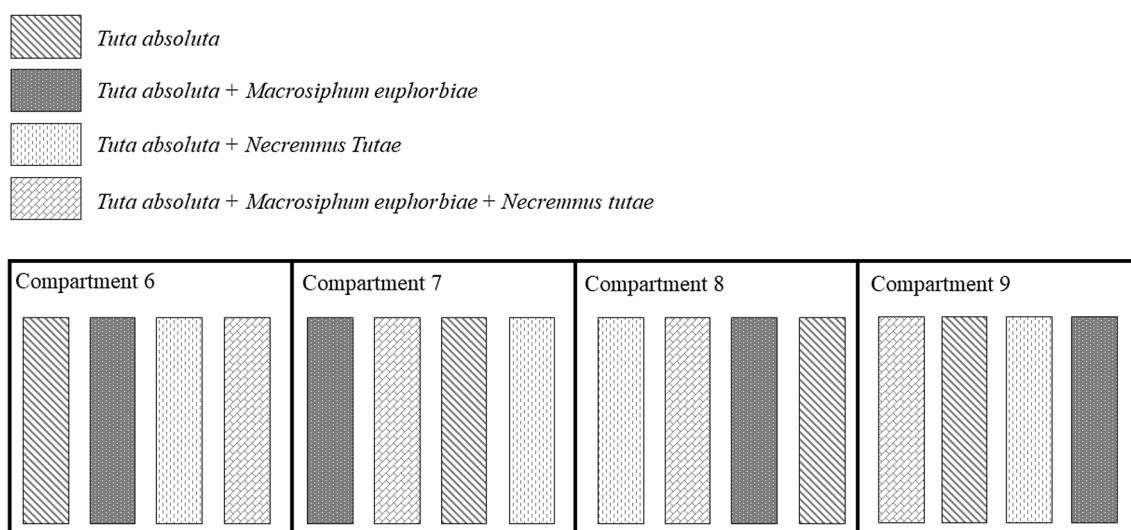 Tuta absoluta
Tuta absoluta + Macrosiphum euphorbiae
Tuta absoluta + Necremnus Tutae
Tuta absoluta + Macrosiphum euphorbiae + Necremnus tutae
Compartment 6
Compartment 7
Compartment 8
Compartment 9